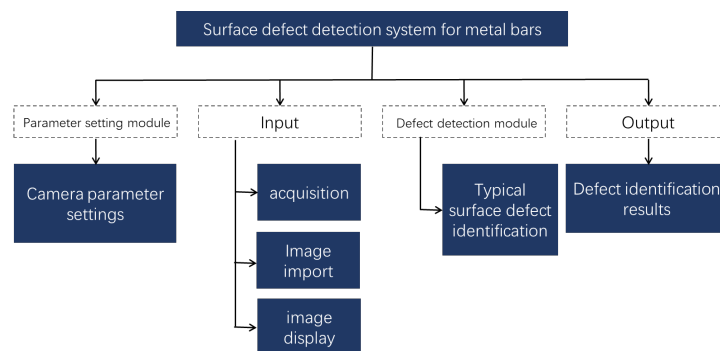 Surface defect detection system for metal bars
Parameter setting module
Input
Defect detection module
Output
Camera parameter
settings
acquisition
Image
import
image
display
Typical
surface defect
identification
Defect identification
results